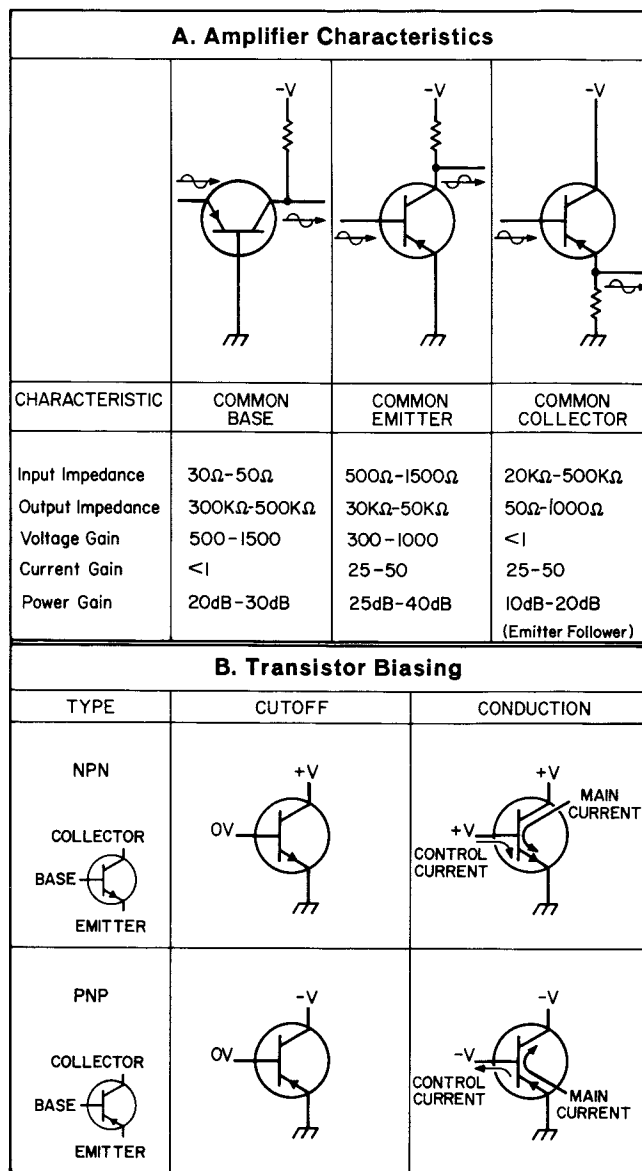 A. Amplifier Characteristics
-V
-V
-V
CHARACTERISTIC
COMMON
BASE
COMMON
EMITTER
COMMON
COLLECTOR
Input Impedance 30Ω-50Ω 500Ω-1500Ω 20KΩ-500KΩ
Output Impedance 300KΩ-500KΩ 30KΩ-50KΩ 50Ω-1000Ω
Voltage Gain 500-1500 300-1000 <1
Current Gain <1 25-50 25-50
Power Gain 20dB-30dB 25dB-40dB 10dB-20dB
(Emitter Follower)
B. Transistor Biasing
TYPE CUTOFF CONDUCTION
NPN
COLLECTOR
BASE
EMITTER
+V
0V
+V
MAIN
CURRENT
+V
CONTROL
CURRENT
PNP
COLLECTOR
BASE
EMITTER
-V
0V
-V
-V
CONTROL
CURRENT
MAIN
CURRENT